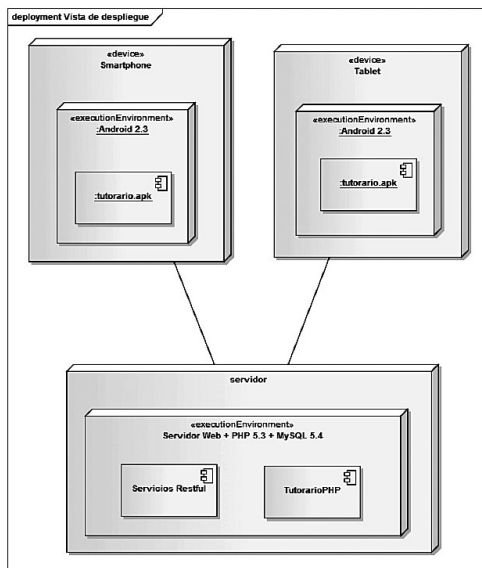 deployment Vista de despliegue
«device»
Smartphone
«executionEnvironment»
:Android 2.3
:tutorario.apk
«device»
Tablet
«executionEnvironment»
:Android 2.3
:tutorario.apk
servidor
«executionEnvironment»
Servidor Web + PHP 5.3 + MySQL 5.4
Servicios Restful
TutorarioPHP